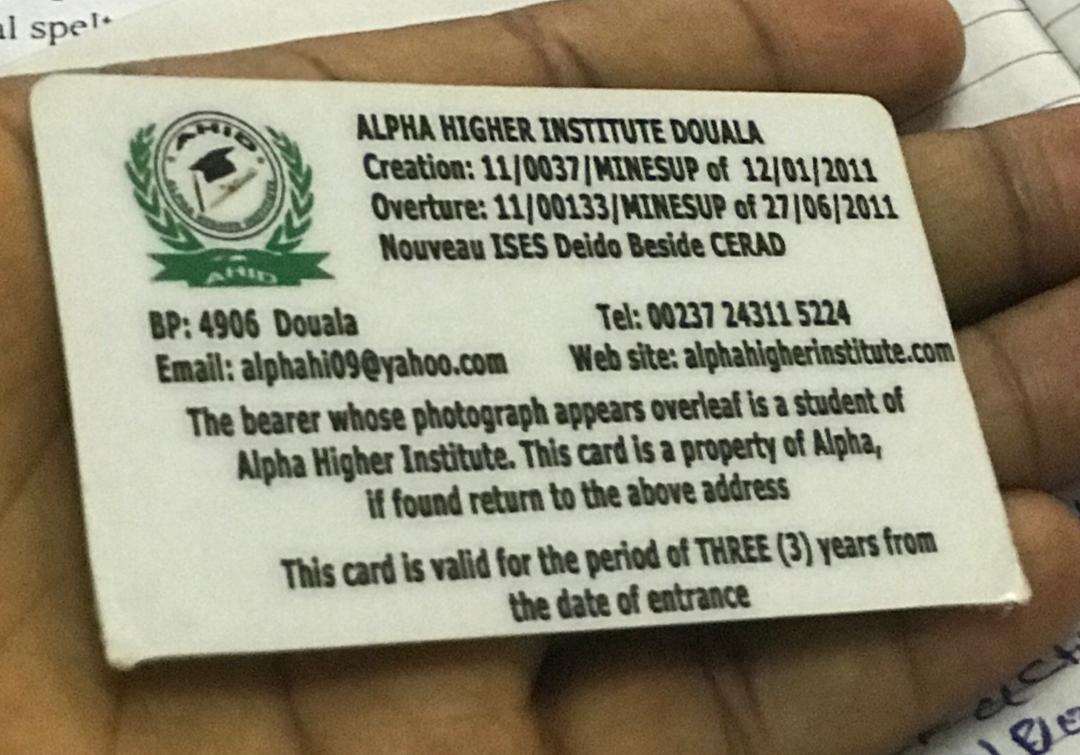 al spelt
AHID
AHID
ALPHA HIGHER INSTITUTE DOUALA
Creation: 11/0037/MINESUP of 12/01/2011
Overture: 11/00133/MINESUP of 27/06/2011
Nouveau ISES Deido Beside CERAD
BP: 4906 Douala
Tel: 00237 24311 5224
Email: alphahi09@yahoo.com
Web site: alphahigherinstitute.com
The bearer whose photograph appears overleaf is a student of
Alpha Higher Institute. This card is a property of Alpha,
if found return to the above address
This card is valid for the period of THREE (3) years from
the date of entrance